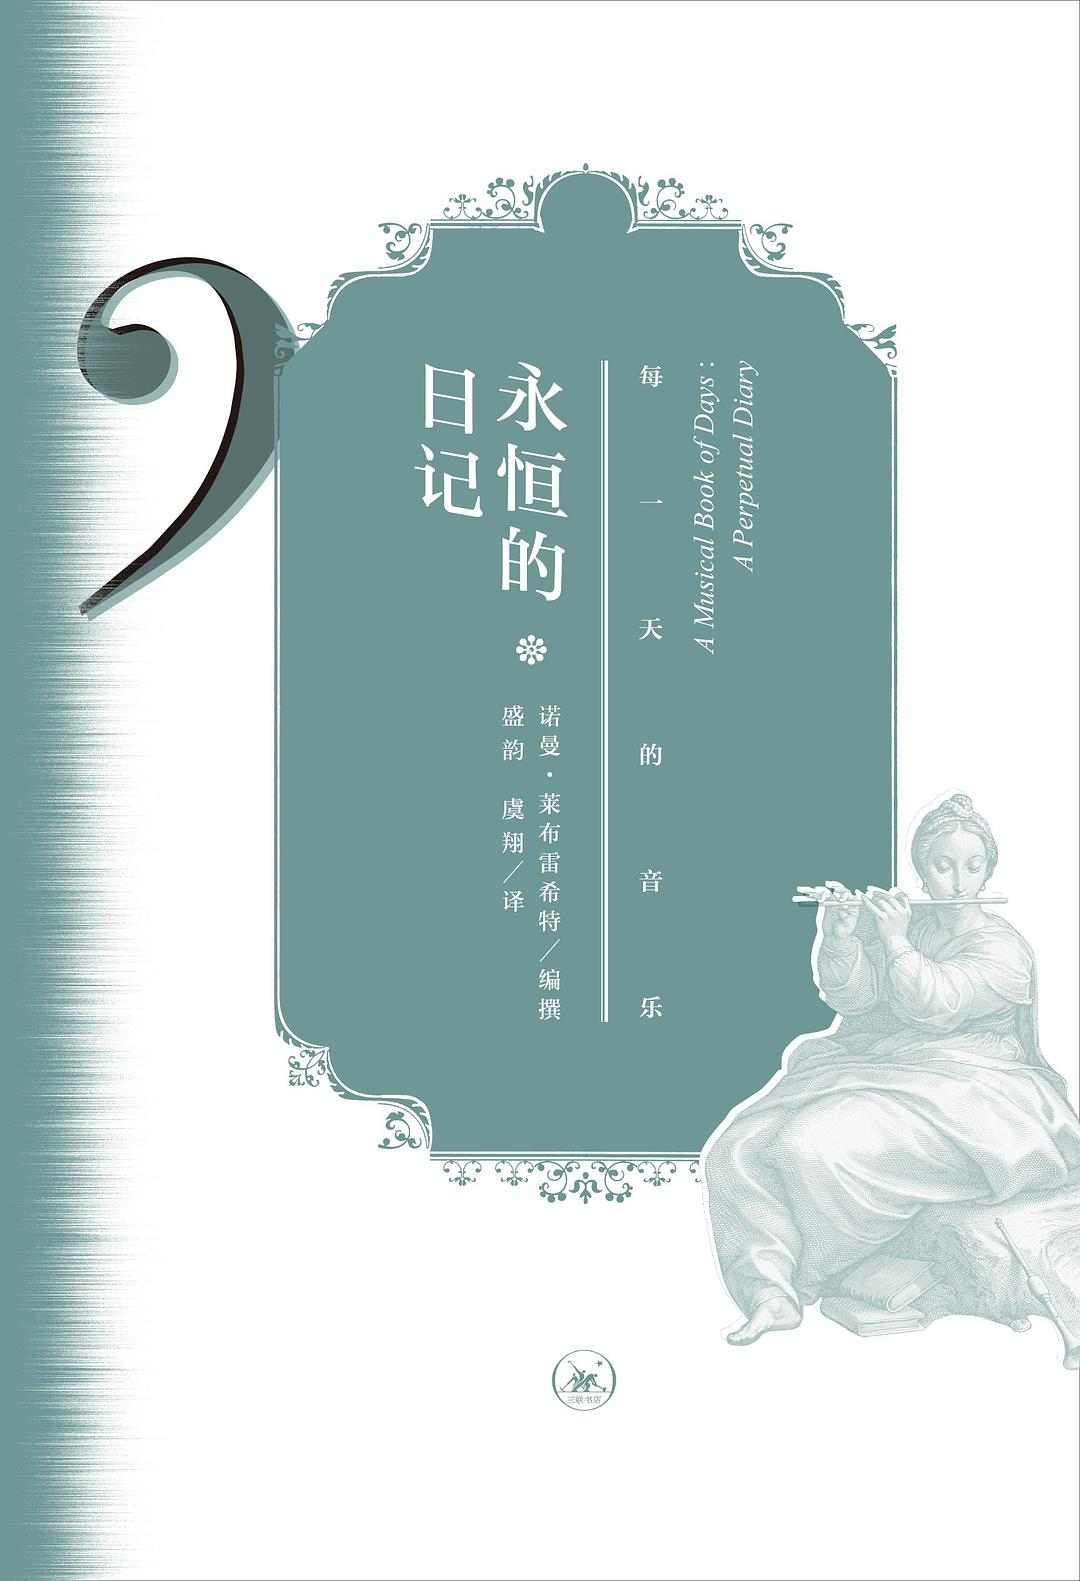 A Musical Book of Days :
A Perpetual Diary
每一天的音乐
永恒的
日记
诺曼·莱布雷希特／编撰
盛韵 虞翔／译
三联书店